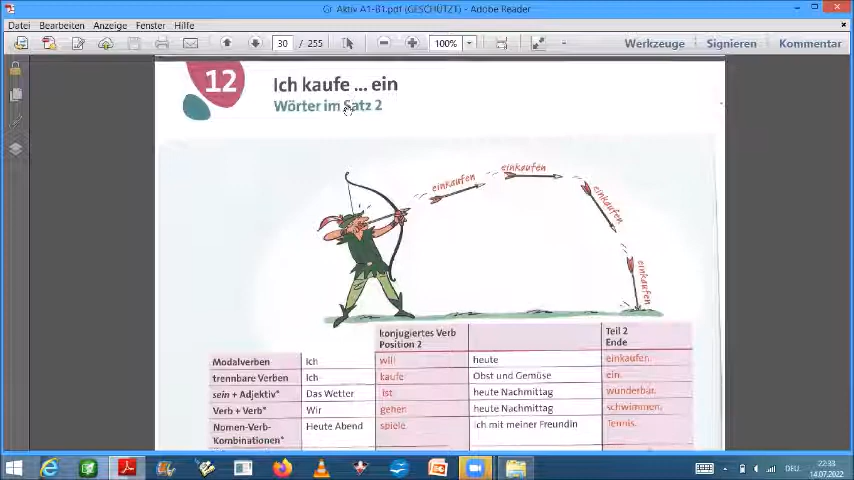 Gr. Aktiv A1-B1.pdf (GESCHÜTZT) - Adobe Reader
Datei Bearbeiten Anzeige Fenster Hilfe
30 / 255 100% Werkzeuge Signieren Kommentar
12 Ich kaufe ... ein
Wörter im Satz 2
einkaufen
einkaufen
einkaufen
einkaufen
konjugiertes Verb Teil 2
Position 2 Ende
Modalverben Ich will heute einkaufen.
trennbare Verben Ich kaufe Obst und Gemüse ein.
sein + Adjektiv* Das Wetter ist heute Nachmittag wunderbar.
Verb + Verb* Wir gehen heute Nachmittag schwimmen.
Nomen-Verb- Heute Abend spiele ich mit meiner Freundin Tennis.
Kombinationen*
DEU 22:33
14.07.2022